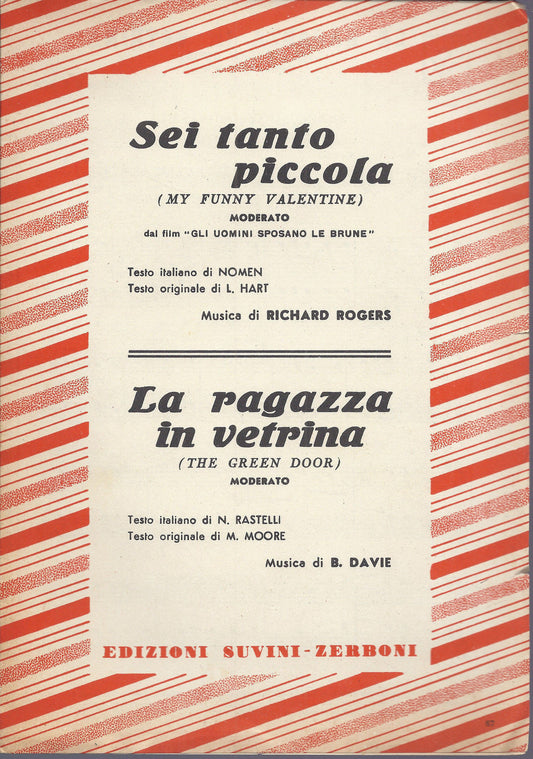 Sei tanto
piccola
(MY FUNNY VALENTINE)
MODERATO
dal film "GLI UOMINI SPOSANO LE BRUNE"
Testo italiano di NOMEN
Testo originale di L. HART
Musica di RICHARD ROGERS
La ragazza
in vetrina
(THE GREEN DOOR)
MODERATO
Testo italiano di N. RASTELLI
Testo originale di M. MOORE
Musica di B. DAVIE
EDIZIONI SUVINI-ZERBONI